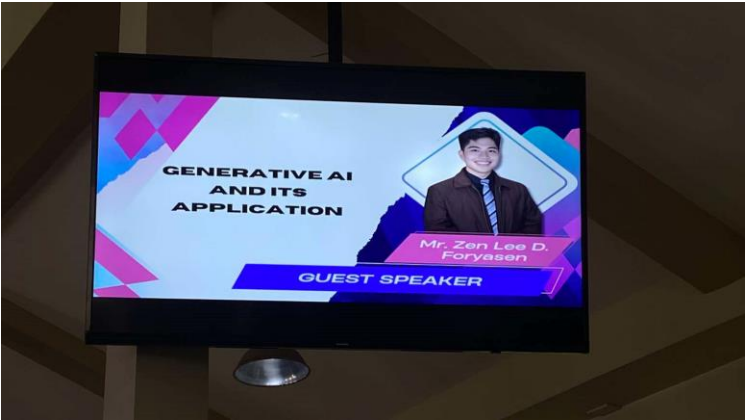 GENERATIVE AI
AND ITS
APPLICATION
Mr. Zen Lee D.
Foryasen
GUEST SPEAKER